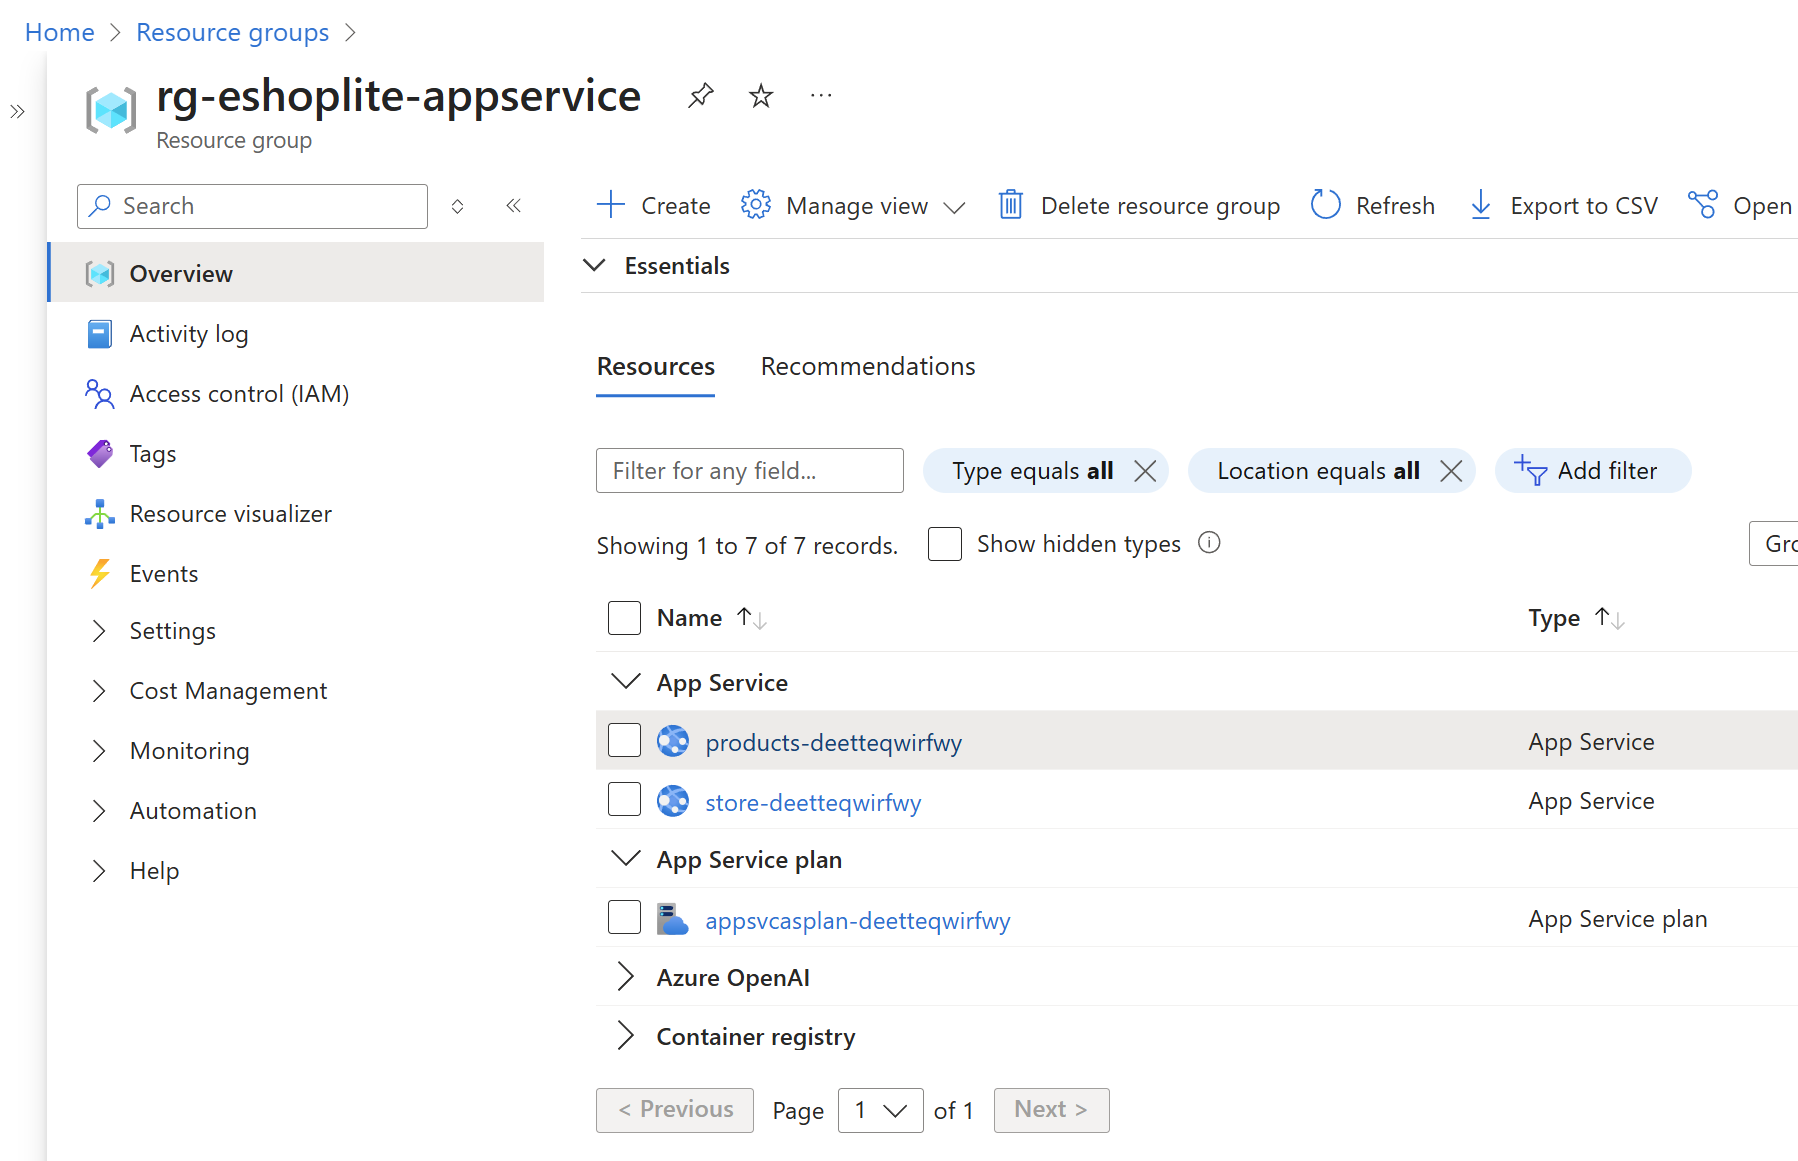 Home > Resource groups >
rg-eshoplite-appservice
Resource group
Search
Overview
Activity log
Access control (IAM)
Tags
Resource visualizer
Events
Settings
Cost Management
Monitoring
Automation
Help
Create Manage view Delete resource group Refresh Export to CSV Open
Essentials
Resources Recommendations
Filter for any field... Type equals all Location equals all Add filter
Showing 1 to 7 of 7 records. Show hidden types
Name Type
App Service
products-deetteqwirfwy App Service
store-deetteqwirfwy App Service
App Service plan
appsvcasplan-deetteqwirfwy App Service plan
Azure OpenAI
Container registry
< Previous Page 1 of 1 Next >